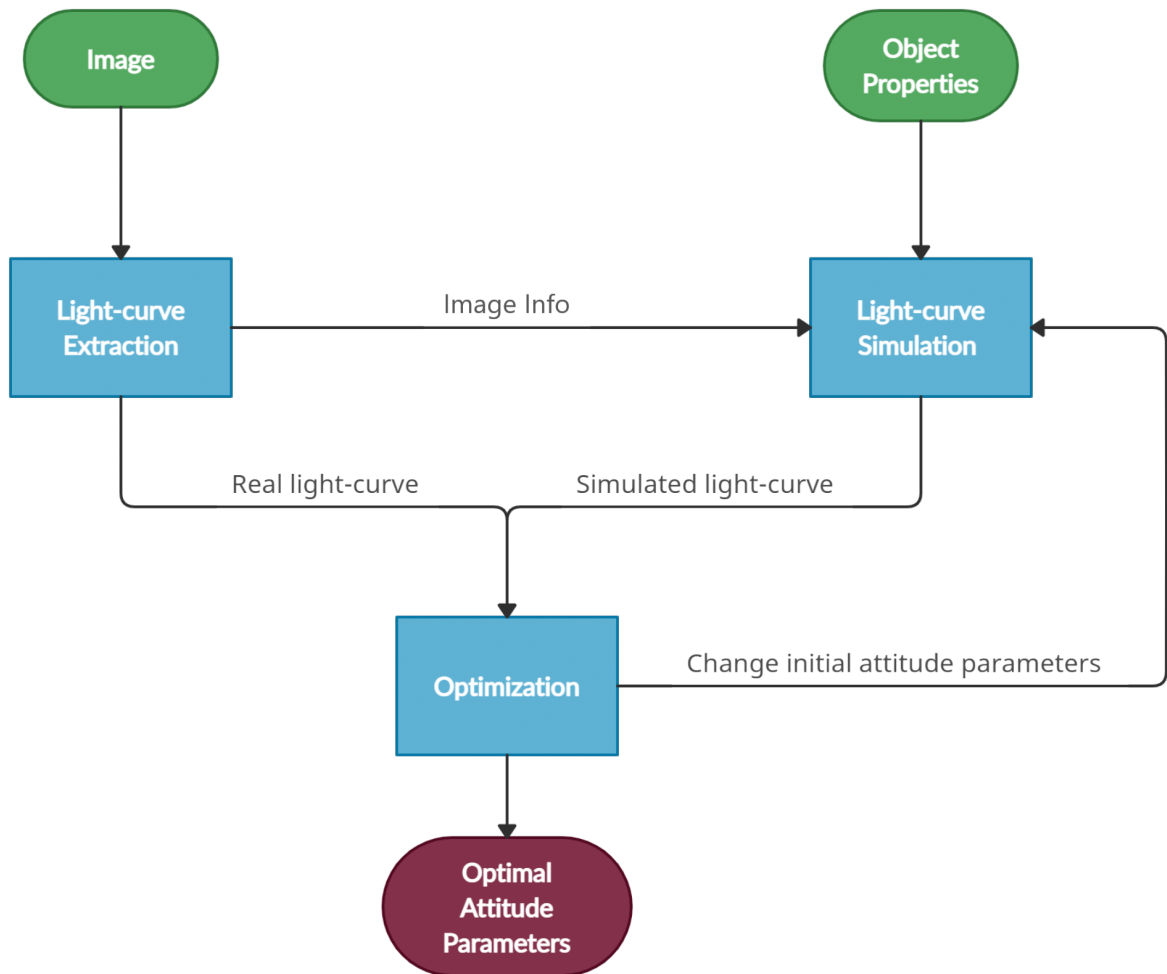 Image
Object
Properties
Light-curve
Extraction
Image Info
Light-curve
Simulation
Real light-curve
Simulated light-curve
Optimization
Change initial attitude parameters
Optimal
Attitude
Parameters